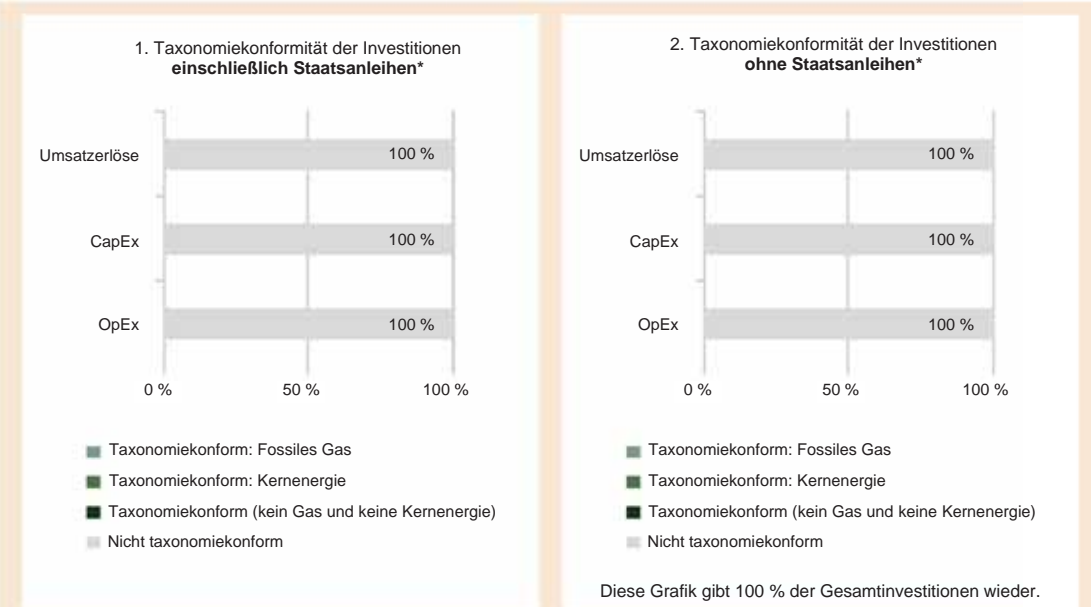 1. Taxonomiekonformität der Investitionen
einschließlich Staatsanleihen*
Umsatzerlöse
100 %
CapEx
100 %
OpEx
100 %
0 %
50 %
100 %
Taxonomiekonform: Fossiles Gas
Taxonomiekonform: Kernenergie
Taxonomiekonform (kein Gas und keine Kernenergie)
Nicht taxonomiekonform
2. Taxonomiekonformität der Investitionen
ohne Staatsanleihen*
Umsatzerlöse
100 %
CapEx
100 %
OpEx
100 %
0 %
50 %
100 %
Taxonomiekonform: Fossiles Gas
Taxonomiekonform: Kernenergie
Taxonomiekonform (kein Gas und keine Kernenergie)
Nicht taxonomiekonform
Diese Grafik gibt 100 % der Gesamtinvestitionen wieder.